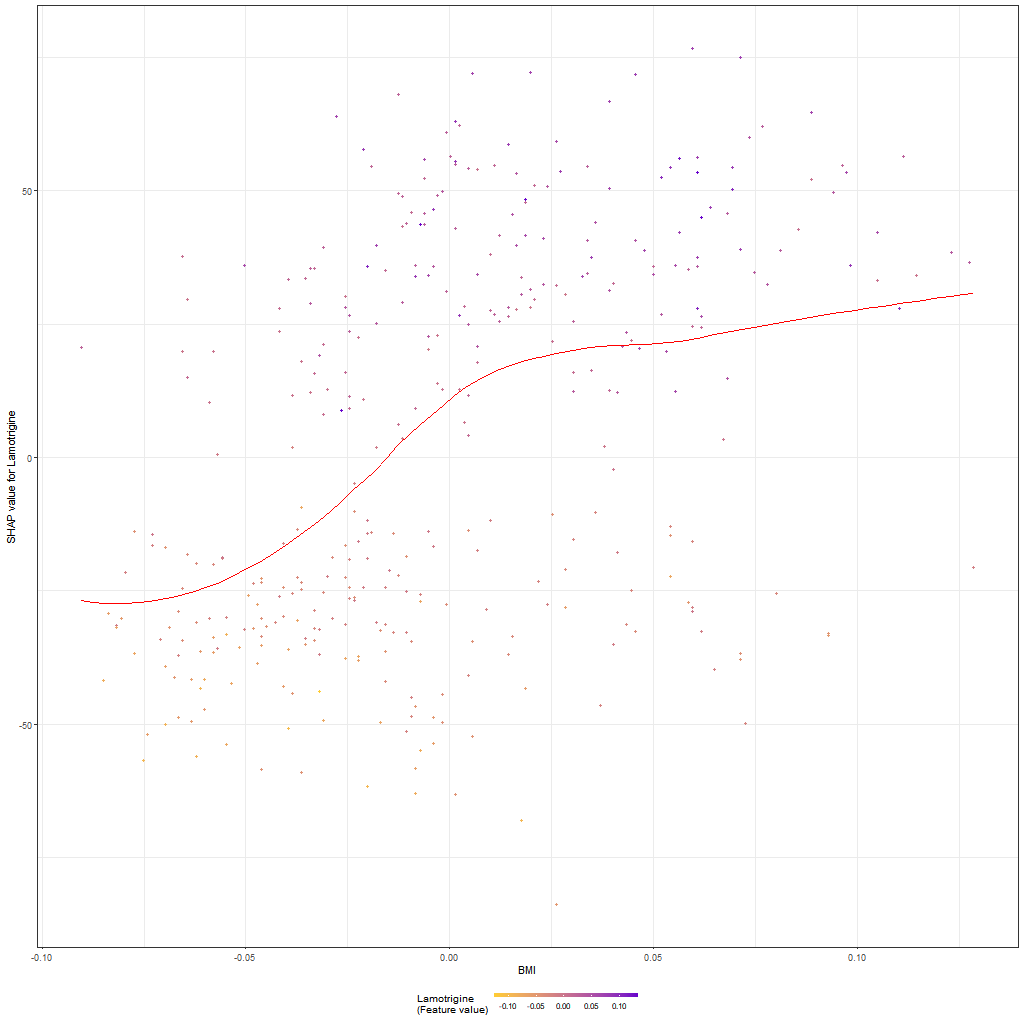 SHAP value for Lamotrigine
50
0
-50
-0.10 -0.05 0.00 0.05 0.10
BMI
Lamotrigine
(Feature value)
-0.10 -0.05 0.00 0.05 0.10